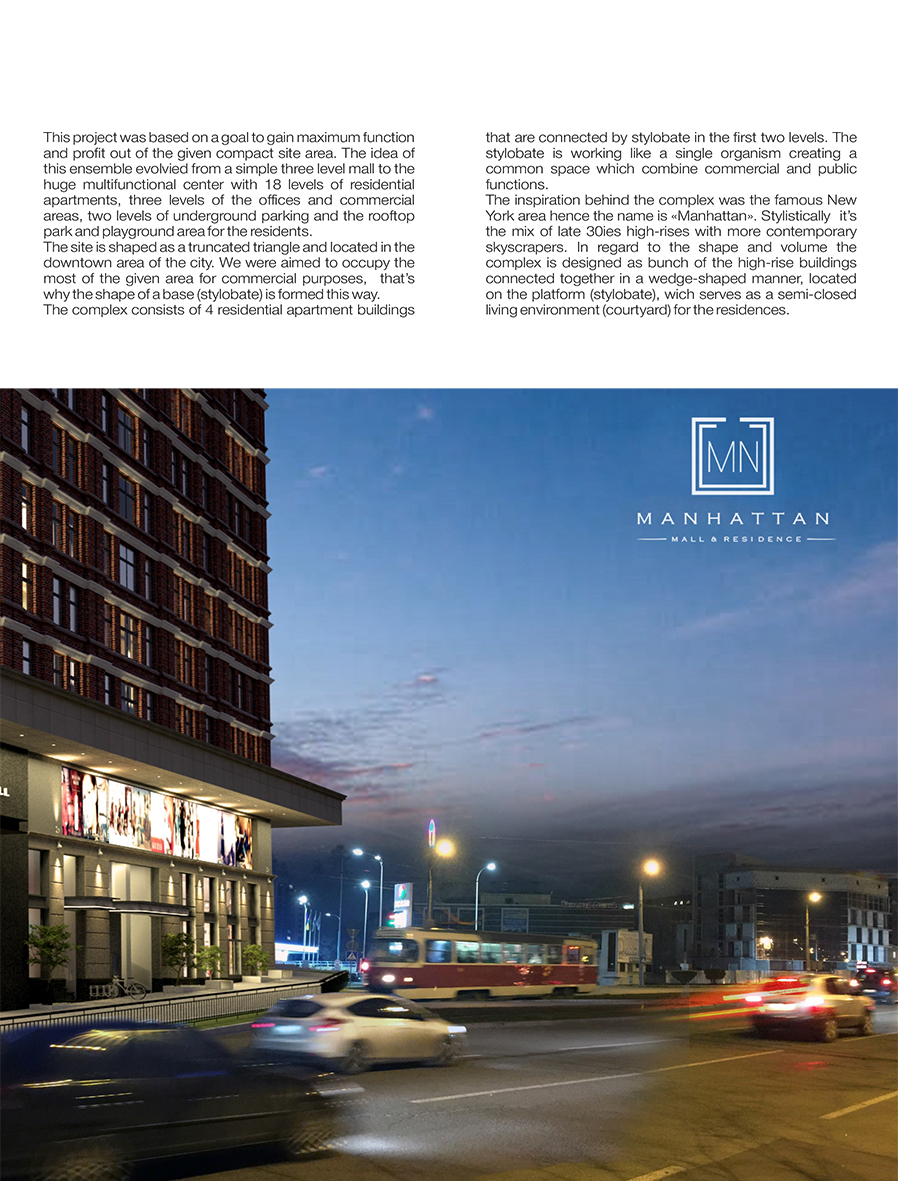 This project was based on a goal to gain maximum function
and profit out of the given compact site area. The idea of
this ensemble evolvied from a simple three level mall to the
huge multifunctional center with 18 levels of residential
apartments, three levels of the offices and commercial
areas, two levels of underground parking and the rooftop
park and playground area for the residents.
The site is shaped as a truncated triangle and located in the
downtown area of the city. We were aimed to occupy the
most of the given area for commercial purposes, that's
why the shape of a base (stylobate) is formed this way.
The complex consists of 4 residential apartment buildings
that are connected by stylobate in the first two levels. The
stylobate is working like a single organism creating a
common space which combine commercial and public
functions.
The inspiration behind the complex was the famous New
York area hence the name is «Manhattan». Stylistically it's
the mix of late 30ies high-rises with more contemporary
skyscrapers. In regard to the shape and volume the
complex is designed as bunch of the high-rise buildings
connected together in a wedge-shaped manner, located
on the platform (stylobate), wich serves as a semi-closed
living environment (courtyard) for the residences.
MN
MANHATTAN
MALL & RESIDENCE
LL